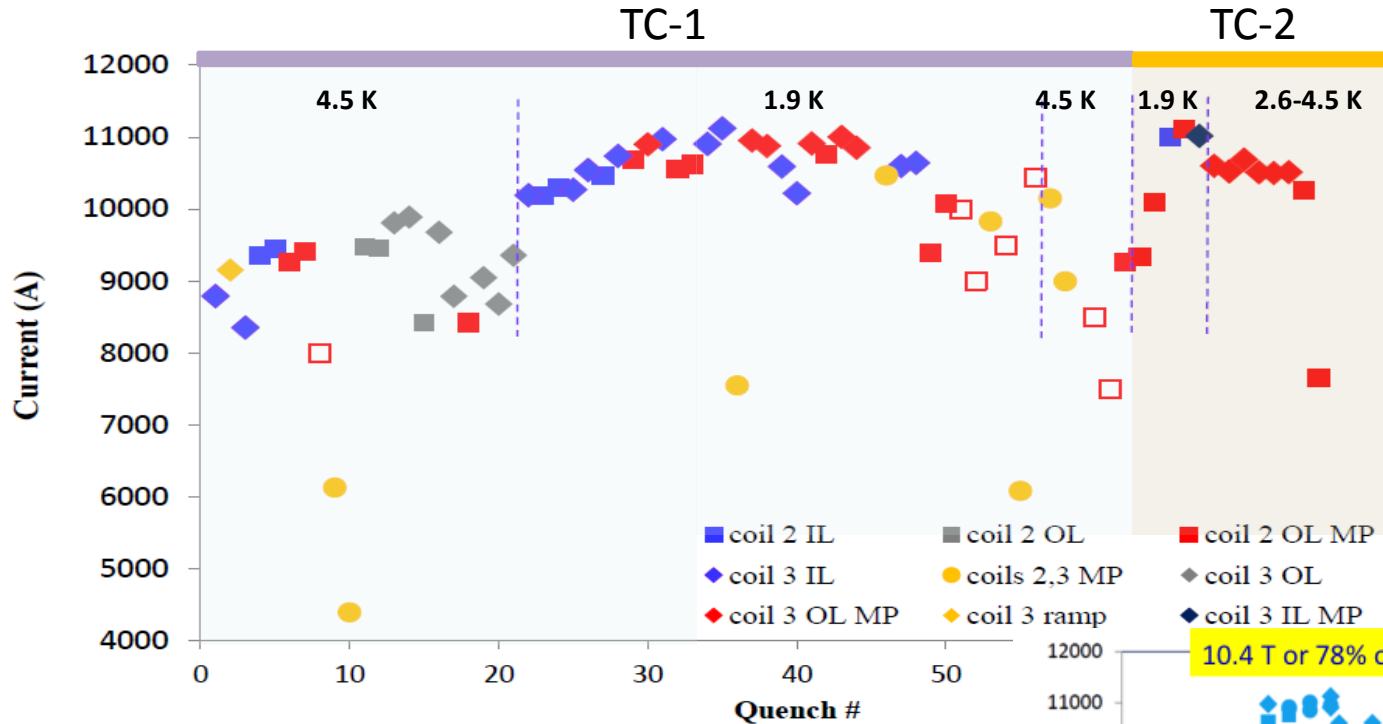 TC-1 TC-2
12000
4.5 K 1.9 K 4.5 K 1.9 K 2.6-4.5 K
11000
10000
9000
8000
7000
6000
5000
4000
Current (A)
coil 2 IL coil 2 OL coil 2 OL MP
coil 3 IL coils 2,3 MP coil 3 OL
coil 3 OL MP coil 3 ramp coil 3 IL MP
0 10 20 30 40 50
Quench #
12000
10.4 T or 78% o
11000